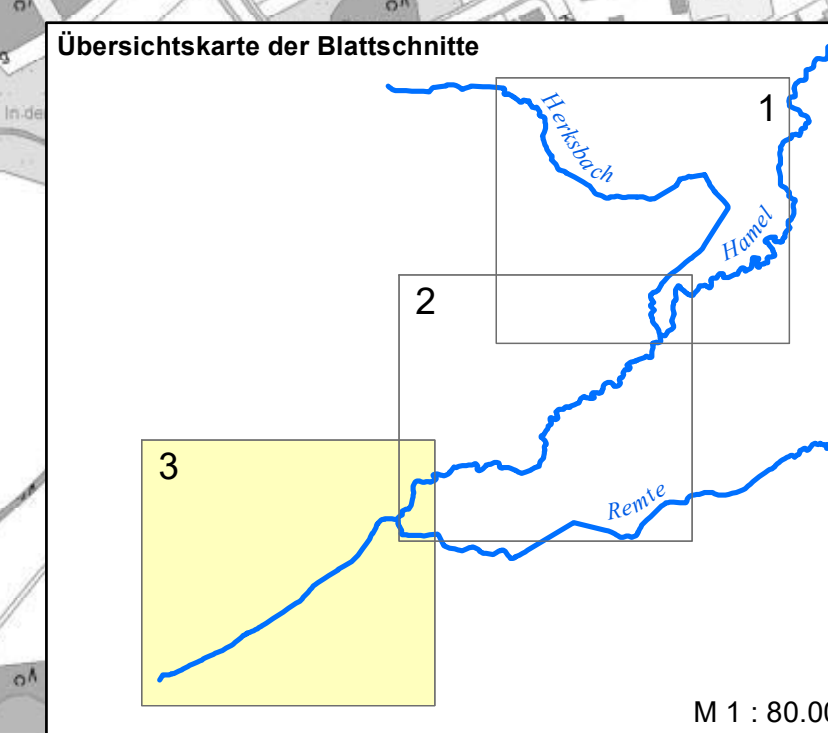 Übersichtskarte der Blattschnitte
1
Herksbach
Hamel
2
3
Remte
M 1 : 80.00